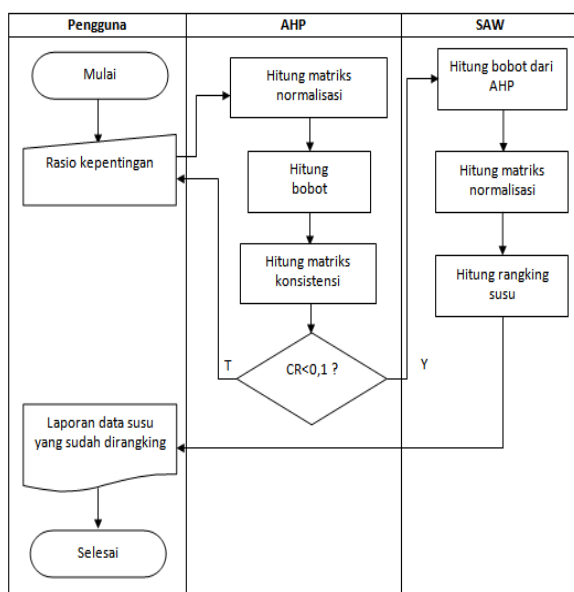 Pengguna
AHP
SAW
Mulai
Rasio kepentingan
Hitung matriks
normalisasi
Hitung
bobot
Hitung matriks
konsistensi
CR<0,1 ?
T
Y
Hitung bobot dari
AHP
Hitung matriks
normalisasi
Hitung rangking
susu
Laporan data susu
yang sudah dirangking
Selesai